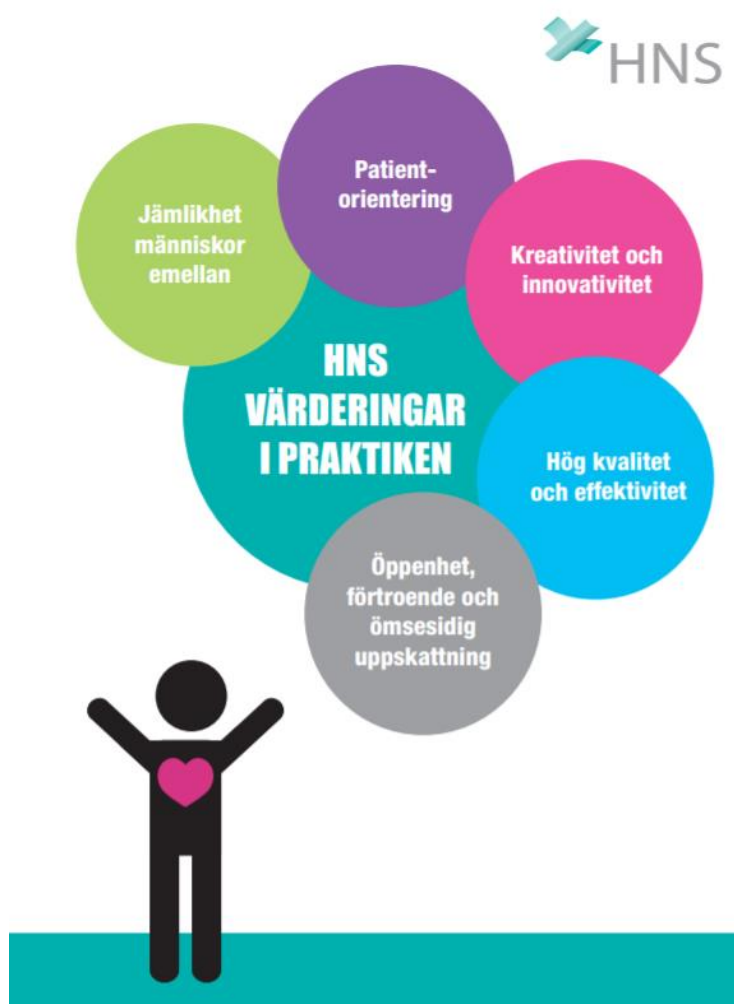 HNS
Patient-
orientering
Jämlikhet
människor
emellan
Kreativitet och
innovativitet
HNS
VÄRDERINGAR
I PRAKTIKEN
Hög kvalitet
och effektivitet
Öppenhet,
förtroende och
ömsesidig
uppskattning